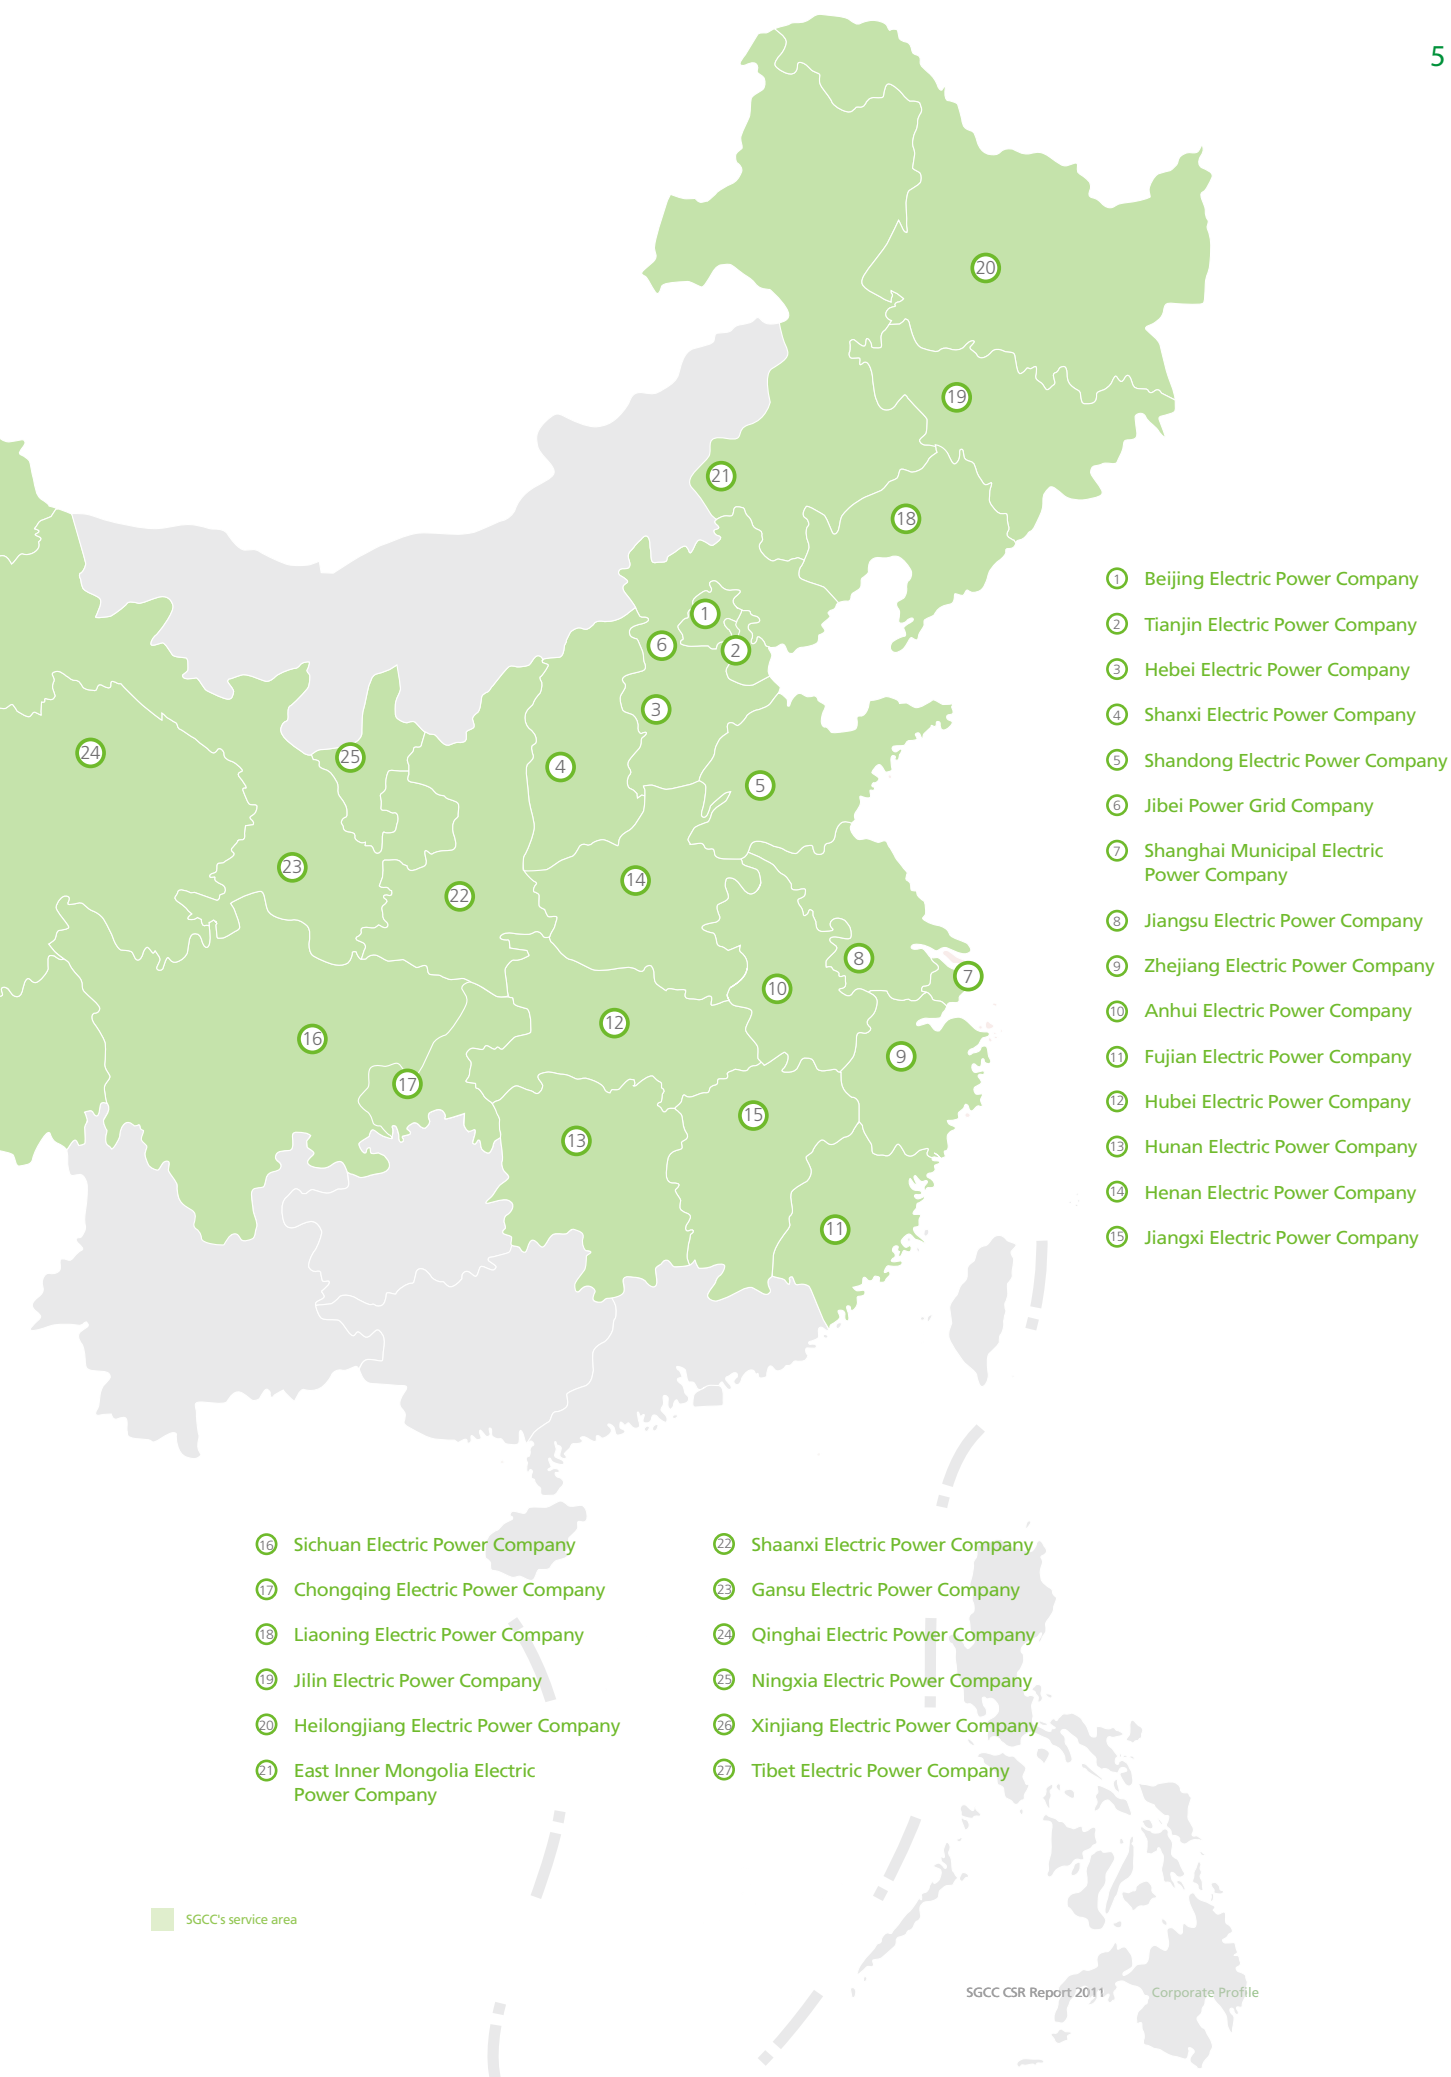 5
20
19
21
18
1
6
2
3
24
25
4
5
23
14
22
8
7
10
12
16
9
17
15
13
11
1 Beijing Electric Power Company
2 Tianjin Electric Power Company
3 Hebei Electric Power Company
4 Shanxi Electric Power Company
5 Shandong Electric Power Company
6 Jibei Power Grid Company
7 Shanghai Municipal Electric
Power Company
8 Jiangsu Electric Power Company
9 Zhejiang Electric Power Company
10 Anhui Electric Power Company
11 Fujian Electric Power Company
12 Hubei Electric Power Company
13 Hunan Electric Power Company
14 Henan Electric Power Company
15 Jiangxi Electric Power Company
16 Sichuan Electric Power Company
17 Chongqing Electric Power Company
18 Liaoning Electric Power Company
19 Jilin Electric Power Company
20 Heilongjiang Electric Power Company
21 East Inner Mongolia Electric
Power Company
22 Shaanxi Electric Power Company
23 Gansu Electric Power Company
24 Qinghai Electric Power Company
25 Ningxia Electric Power Company
26 Xinjiang Electric Power Company
27 Tibet Electric Power Company
SGCC's service area
SGCC CSR Report 2011 Corporate Profile